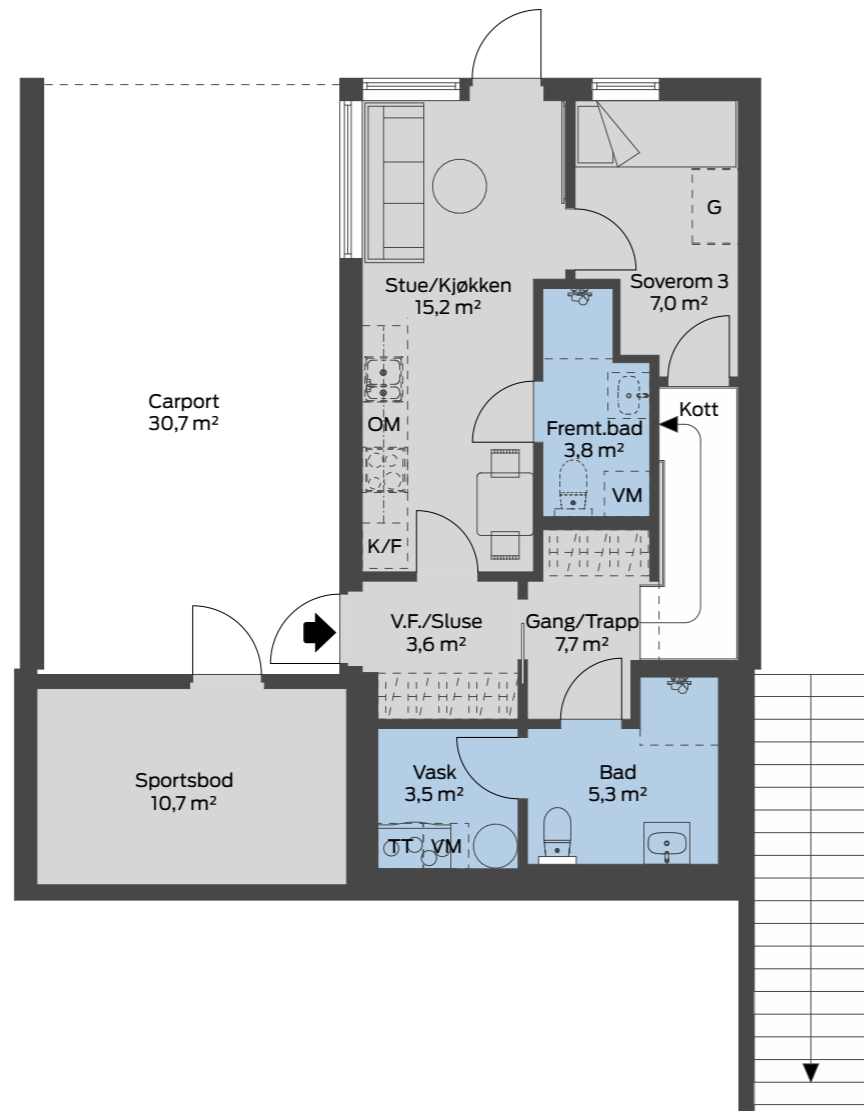 G
Stue/Kjøkken
15,2 m²
Soverom 3
7,0 m²
Carport
30,7 m²
Kott
OM
Fremt.bad
3,8 m²
VM
K/F
V.F./Sluse
3,6 m²
Gang/Trapp
7,7 m²
Sportsbod
10,7 m²
Vask
3,5 m²
Bad
5,3 m²
TT
VM